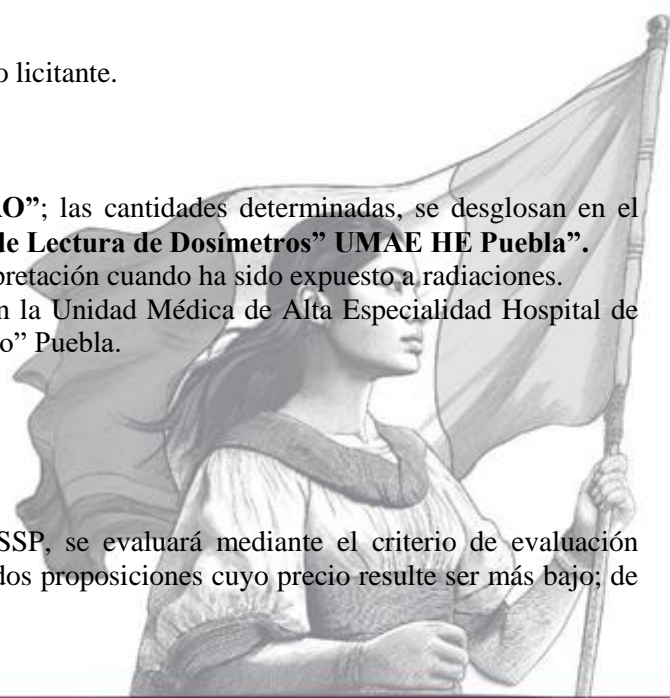 o licitante.
AO”; las cantidades determinadas, se desglosan en el
de Lectura de Dosímetros” UMAE HE Puebla”.
pretación cuando ha sido expuesto a radiaciones.
n la Unidad Médica de Alta Especialidad Hospital de
o” Puebla.
SSP, se evaluará mediante el criterio de evaluación
dos proposiciones cuyo precio resulte ser más bajo; de